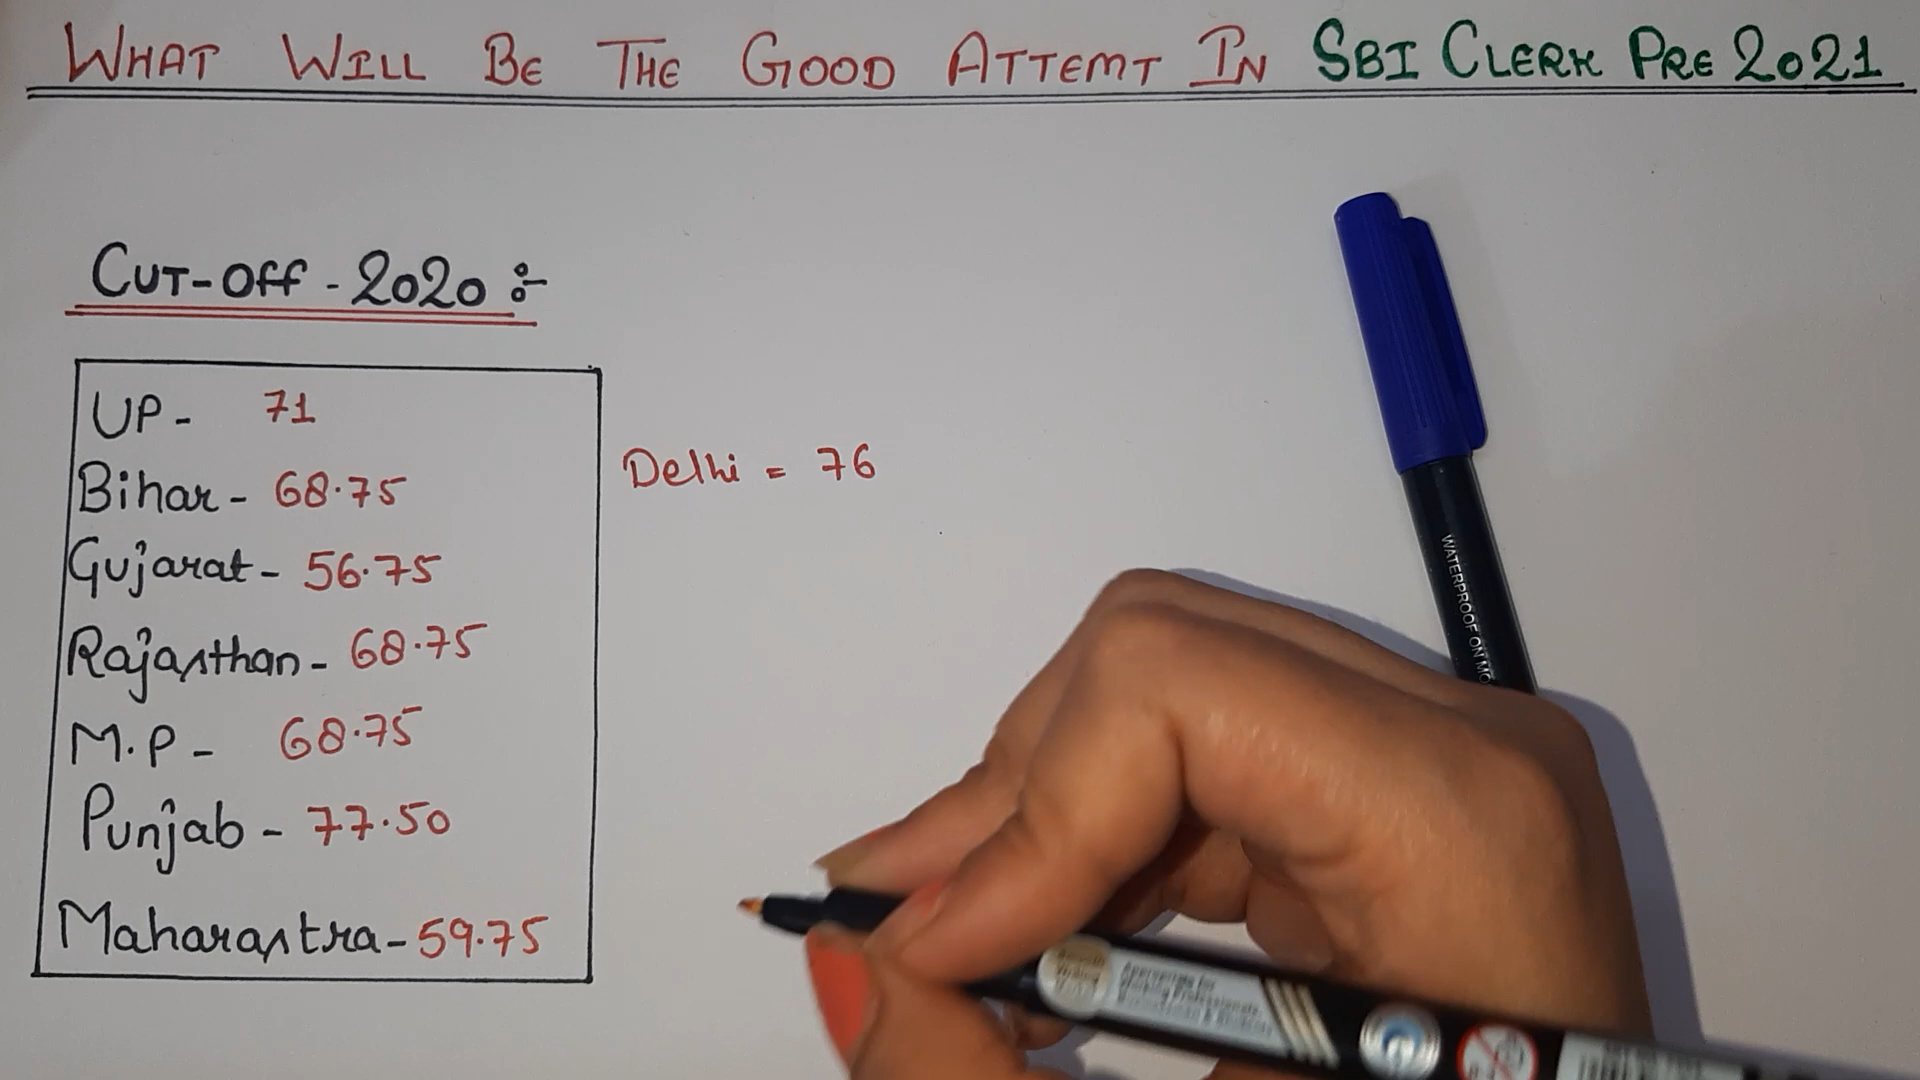 WHAT WILL BE THE GOOD ATTEMT IN SBI CLERK PRE 2021
CUT-OFF - 2020 :-
UP - 71
Bihar - 68.75
Gujarat - 56.75
Rajasthan - 68.75
M.P - 68.75
Punjab - 77.50
Maharastra - 59.75
Delhi = 76
WATERPROOF ON MO